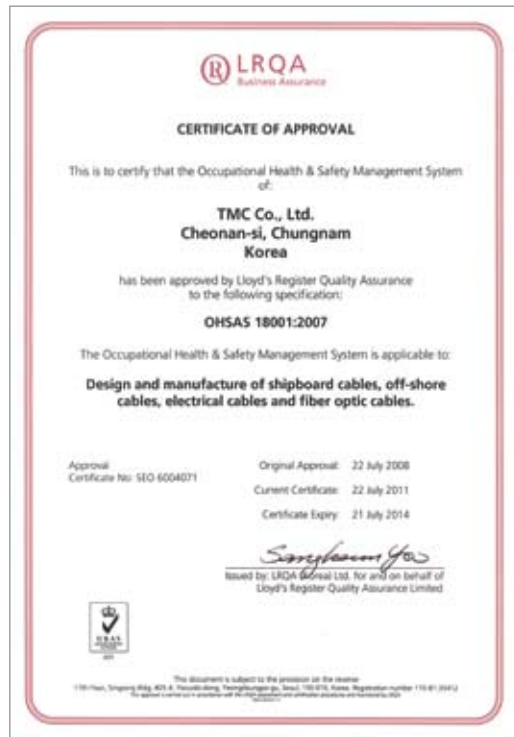 LRQA
Business Assurance
CERTIFICATE OF APPROVAL
This is to certify that the Occupational Health & Safety Management System
of:
TMC Co., Ltd.
Cheonan-si, Chungnam
Korea
has been approved by Lloyd's Register Quality Assurance
to the following specification:
OHSAS 18001:2007
The Occupational Health & Safety Management System is applicable to:
Design and manufacture of shipboard cables, off-shore
cables, electrical cables and fiber optic cables.
Approval
Certificate No: SEO 6004071
Original Approval: 22 July 2008
Current Certificate: 22 July 2011
Certificate Expiry: 21 July 2014
Issued by: LRQA (Korea) Ltd. for and on behalf of
Lloyd's Register Quality Assurance Limited
UKAS
This document is subject to the provision on the reverse